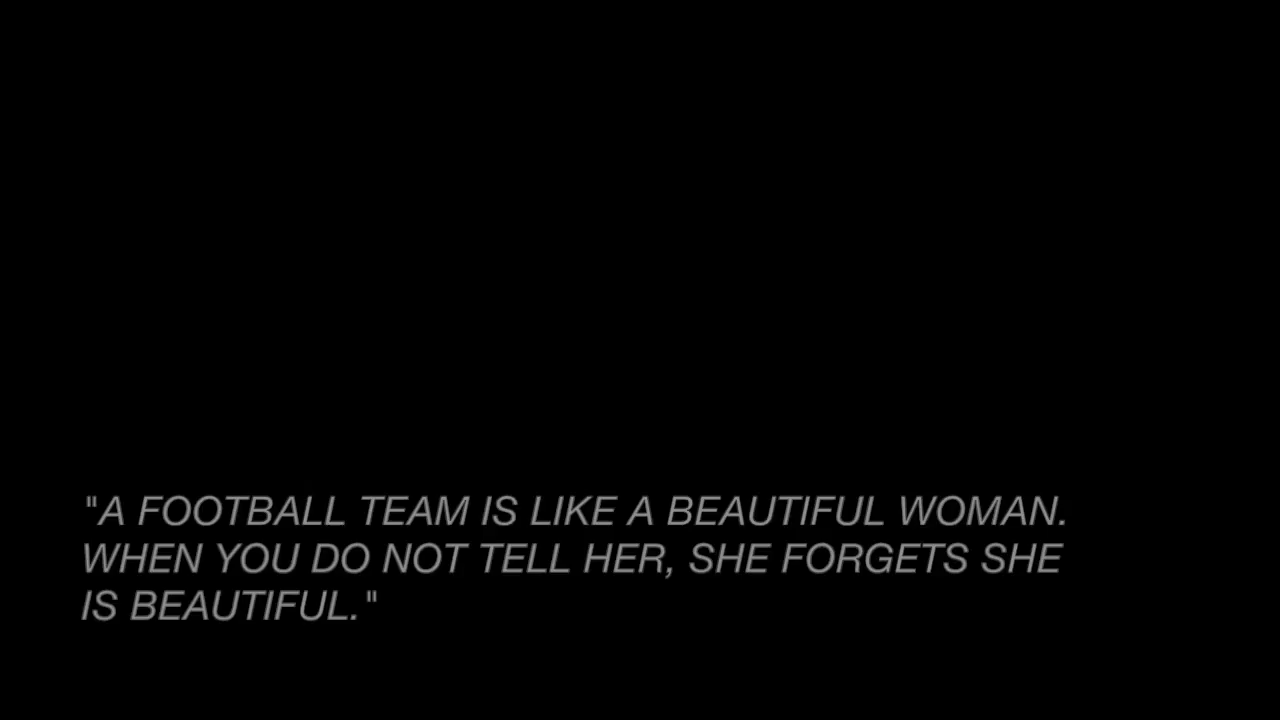 "A FOOTBALL TEAM IS LIKE A BEAUTIFUL WOMAN.
WHEN YOU DO NOT TELL HER, SHE FORGETS SHE
IS BEAUTIFUL."